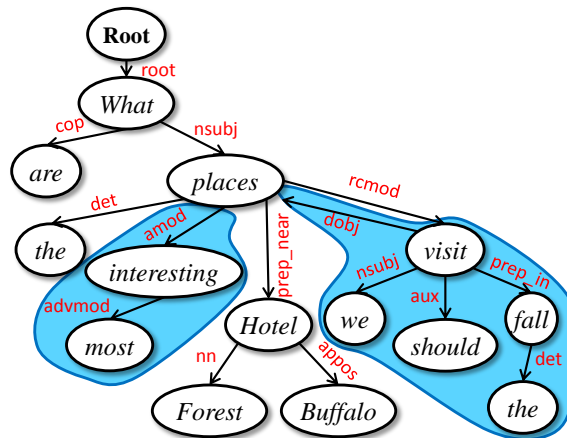 Root
root
What
cop
nsubj
are
places
det
amod
rcmod
dobj
the
interesting
prep_near
visit
nsubj
aux
prep_in
advmod
most
Hotel
we
should
fall
nn
appos
det
Forest
Buffalo
the